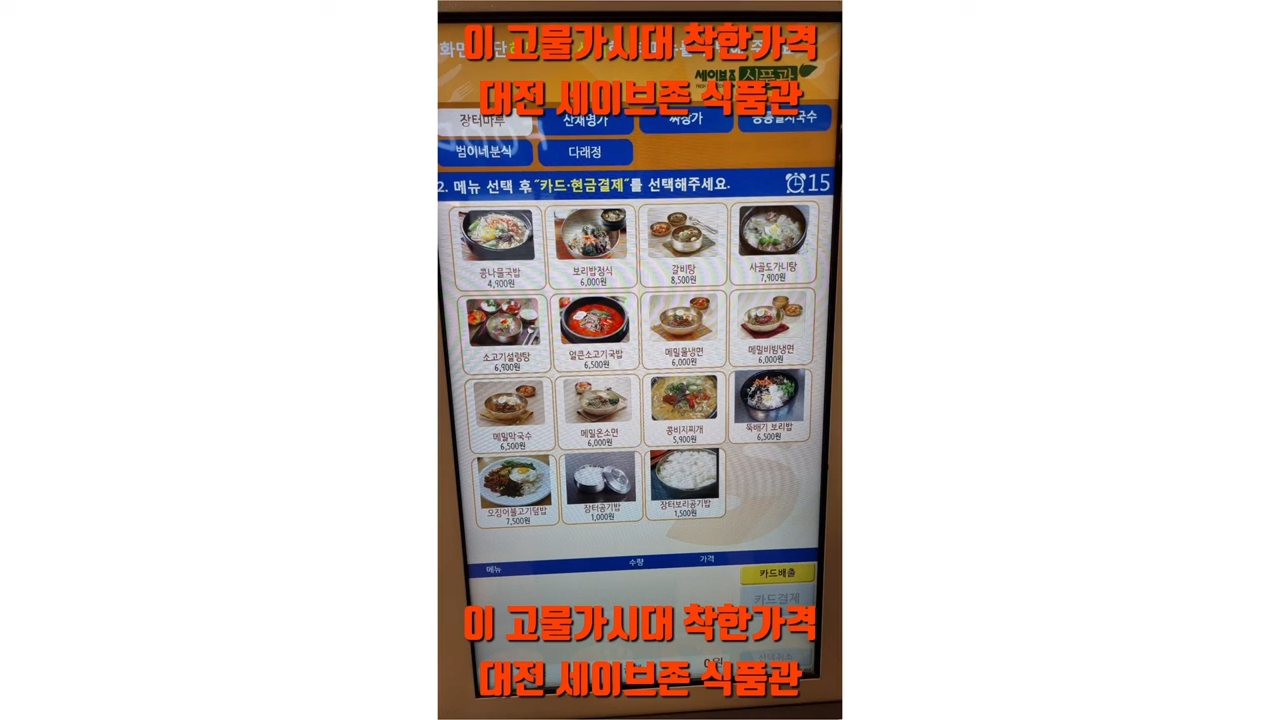 이 고물가시대 착한가격
대전 세이브존 식품관
세이브존 식품관
장터마루 산채명가 짜장가
범이네분식 다래정
2. 메뉴 선택 후 "카드·현금결제"를 선택해주세요. 15
콩나물국밥 보리밥정식 갈비탕 사골도가니탕
4,900원 6,000원 8,500원 7,900원
소고기설렁탕 얼큰소고기국밥 메밀물냉면 메밀비빔냉면
6,900원 6,500원 6,000원 6,000원
메밀막국수 메밀온소면 콩비지찌개 뚝배기 보리밥
6,500원 6,000원 5,900원 6,500원
오징어불고기덮밥 장터공기밥 장터보리공기밥
7,500원 1,000원 1,500원
메뉴 수량 가격
카드배출
카드결제
이 고물가시대 착한가격
대전 세이브존 식품관
0원